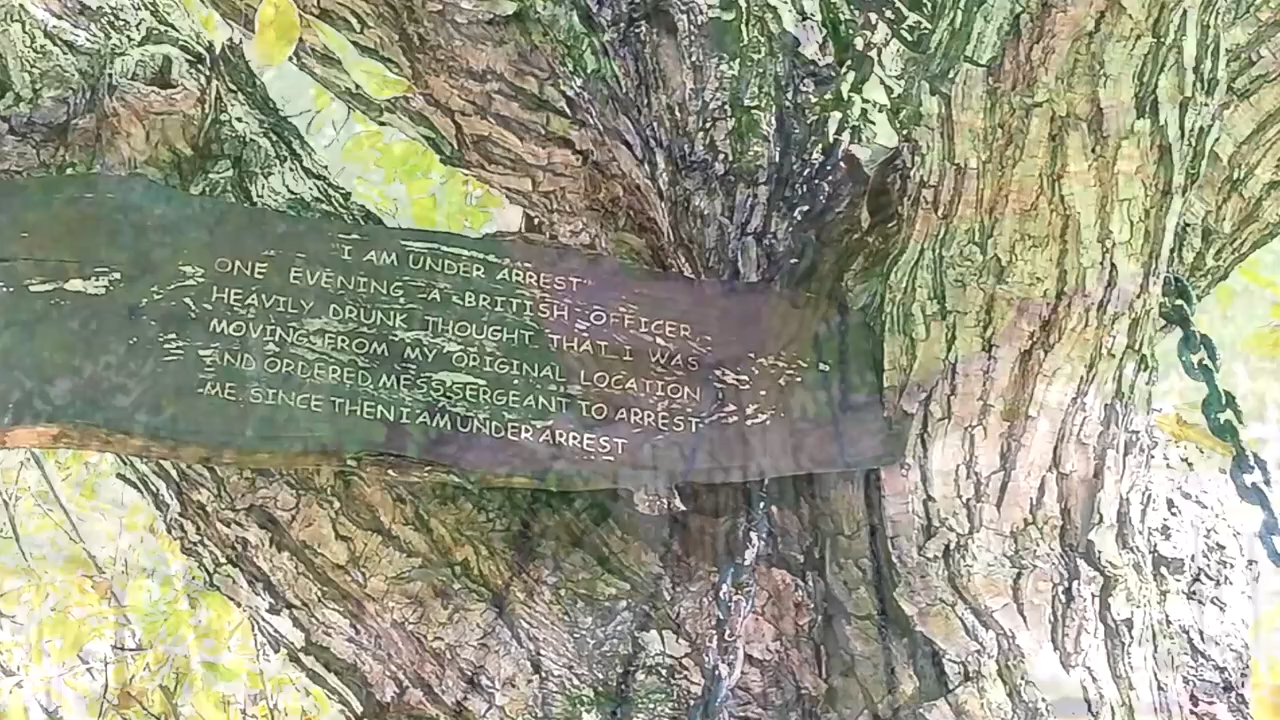 "I AM UNDER ARREST"
ONE EVENING A BRITISH OFFICER
HEAVILY DRUNK THOUGHT THAT I WAS
MOVING FROM MY ORIGINAL LOCATION
AND ORDERED MESS SERGEANT TO ARREST
ME. SINCE THEN I AM UNDER ARREST